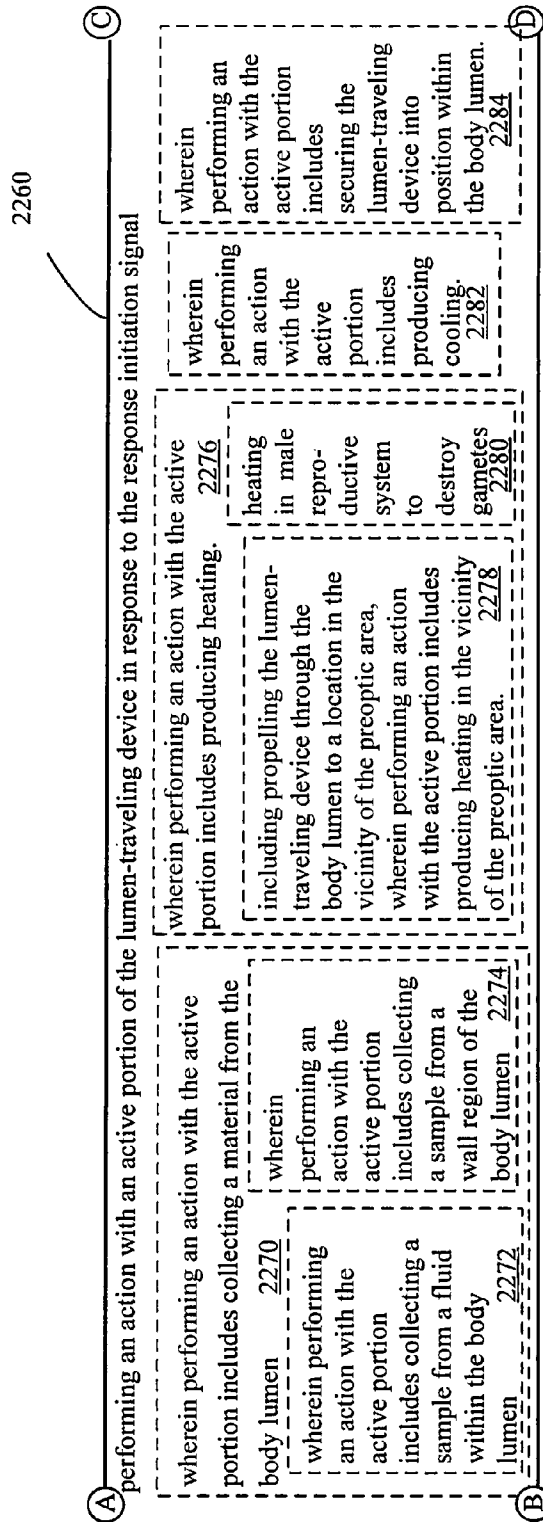 2260
A
C
performing an action with an active portion of the lumen-traveling device in response to the response initiation signal
wherein performing an action with the active
portion includes collecting a material from the
body lumen 2270
wherein performing
an action with the
active portion
includes collecting a
sample from a fluid
within the body
lumen 2272
wherein
performing an
action with the
active portion
includes collecting
a sample from a
wall region of the
body lumen 2274
wherein performing an action with the active
portion includes producing heating. 2276
including propelling the lumen-
traveling device through the
body lumen to a location in the
vicinity of the preoptic area,
wherein performing an action
with the active portion includes
producing heating in the vicinity
of the preoptic area. 2278
heating
in male
repro-
ductive
system
to
destroy
gametes
2280
wherein
performing
an action
with the
active
portion
includes
producing
cooling.
2282
wherein
performing an
action with the
active portion
includes
securing the
lumen-traveling
device into
position within
the body lumen.
2284
B
D